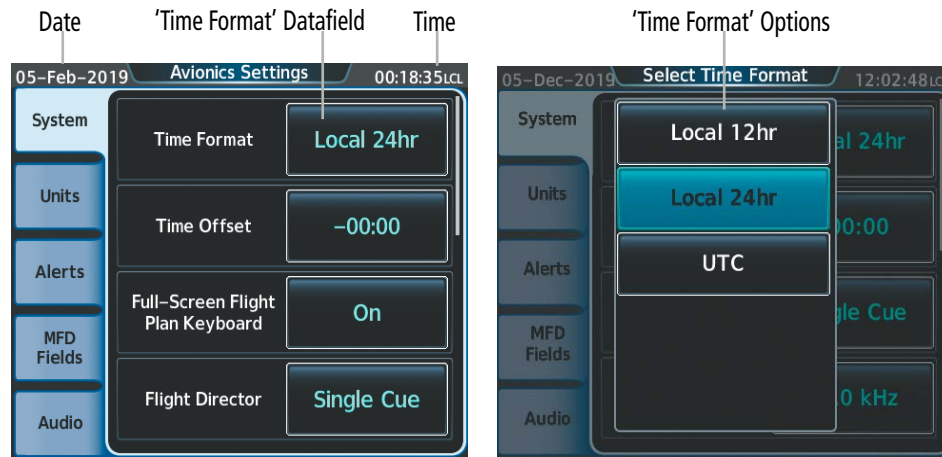 Date
'Time Format' Datafield
Time
'Time Format' Options
05–Feb–2019
Avionics Settings
00:18:35LCL
System
Time Format
Local 24hr
Units
Time Offset
–00:00
Alerts
Full–Screen Flight
Plan Keyboard
On
MFD
Fields
Flight Director
Single Cue
Audio
05–Dec–2019
Select Time Format
12:02:48LC
System
Local 12hr
al 24hr
Units
Local 24hr
00:00
Alerts
UTC
gle Cue
MFD
Fields
.0 kHz
Audio